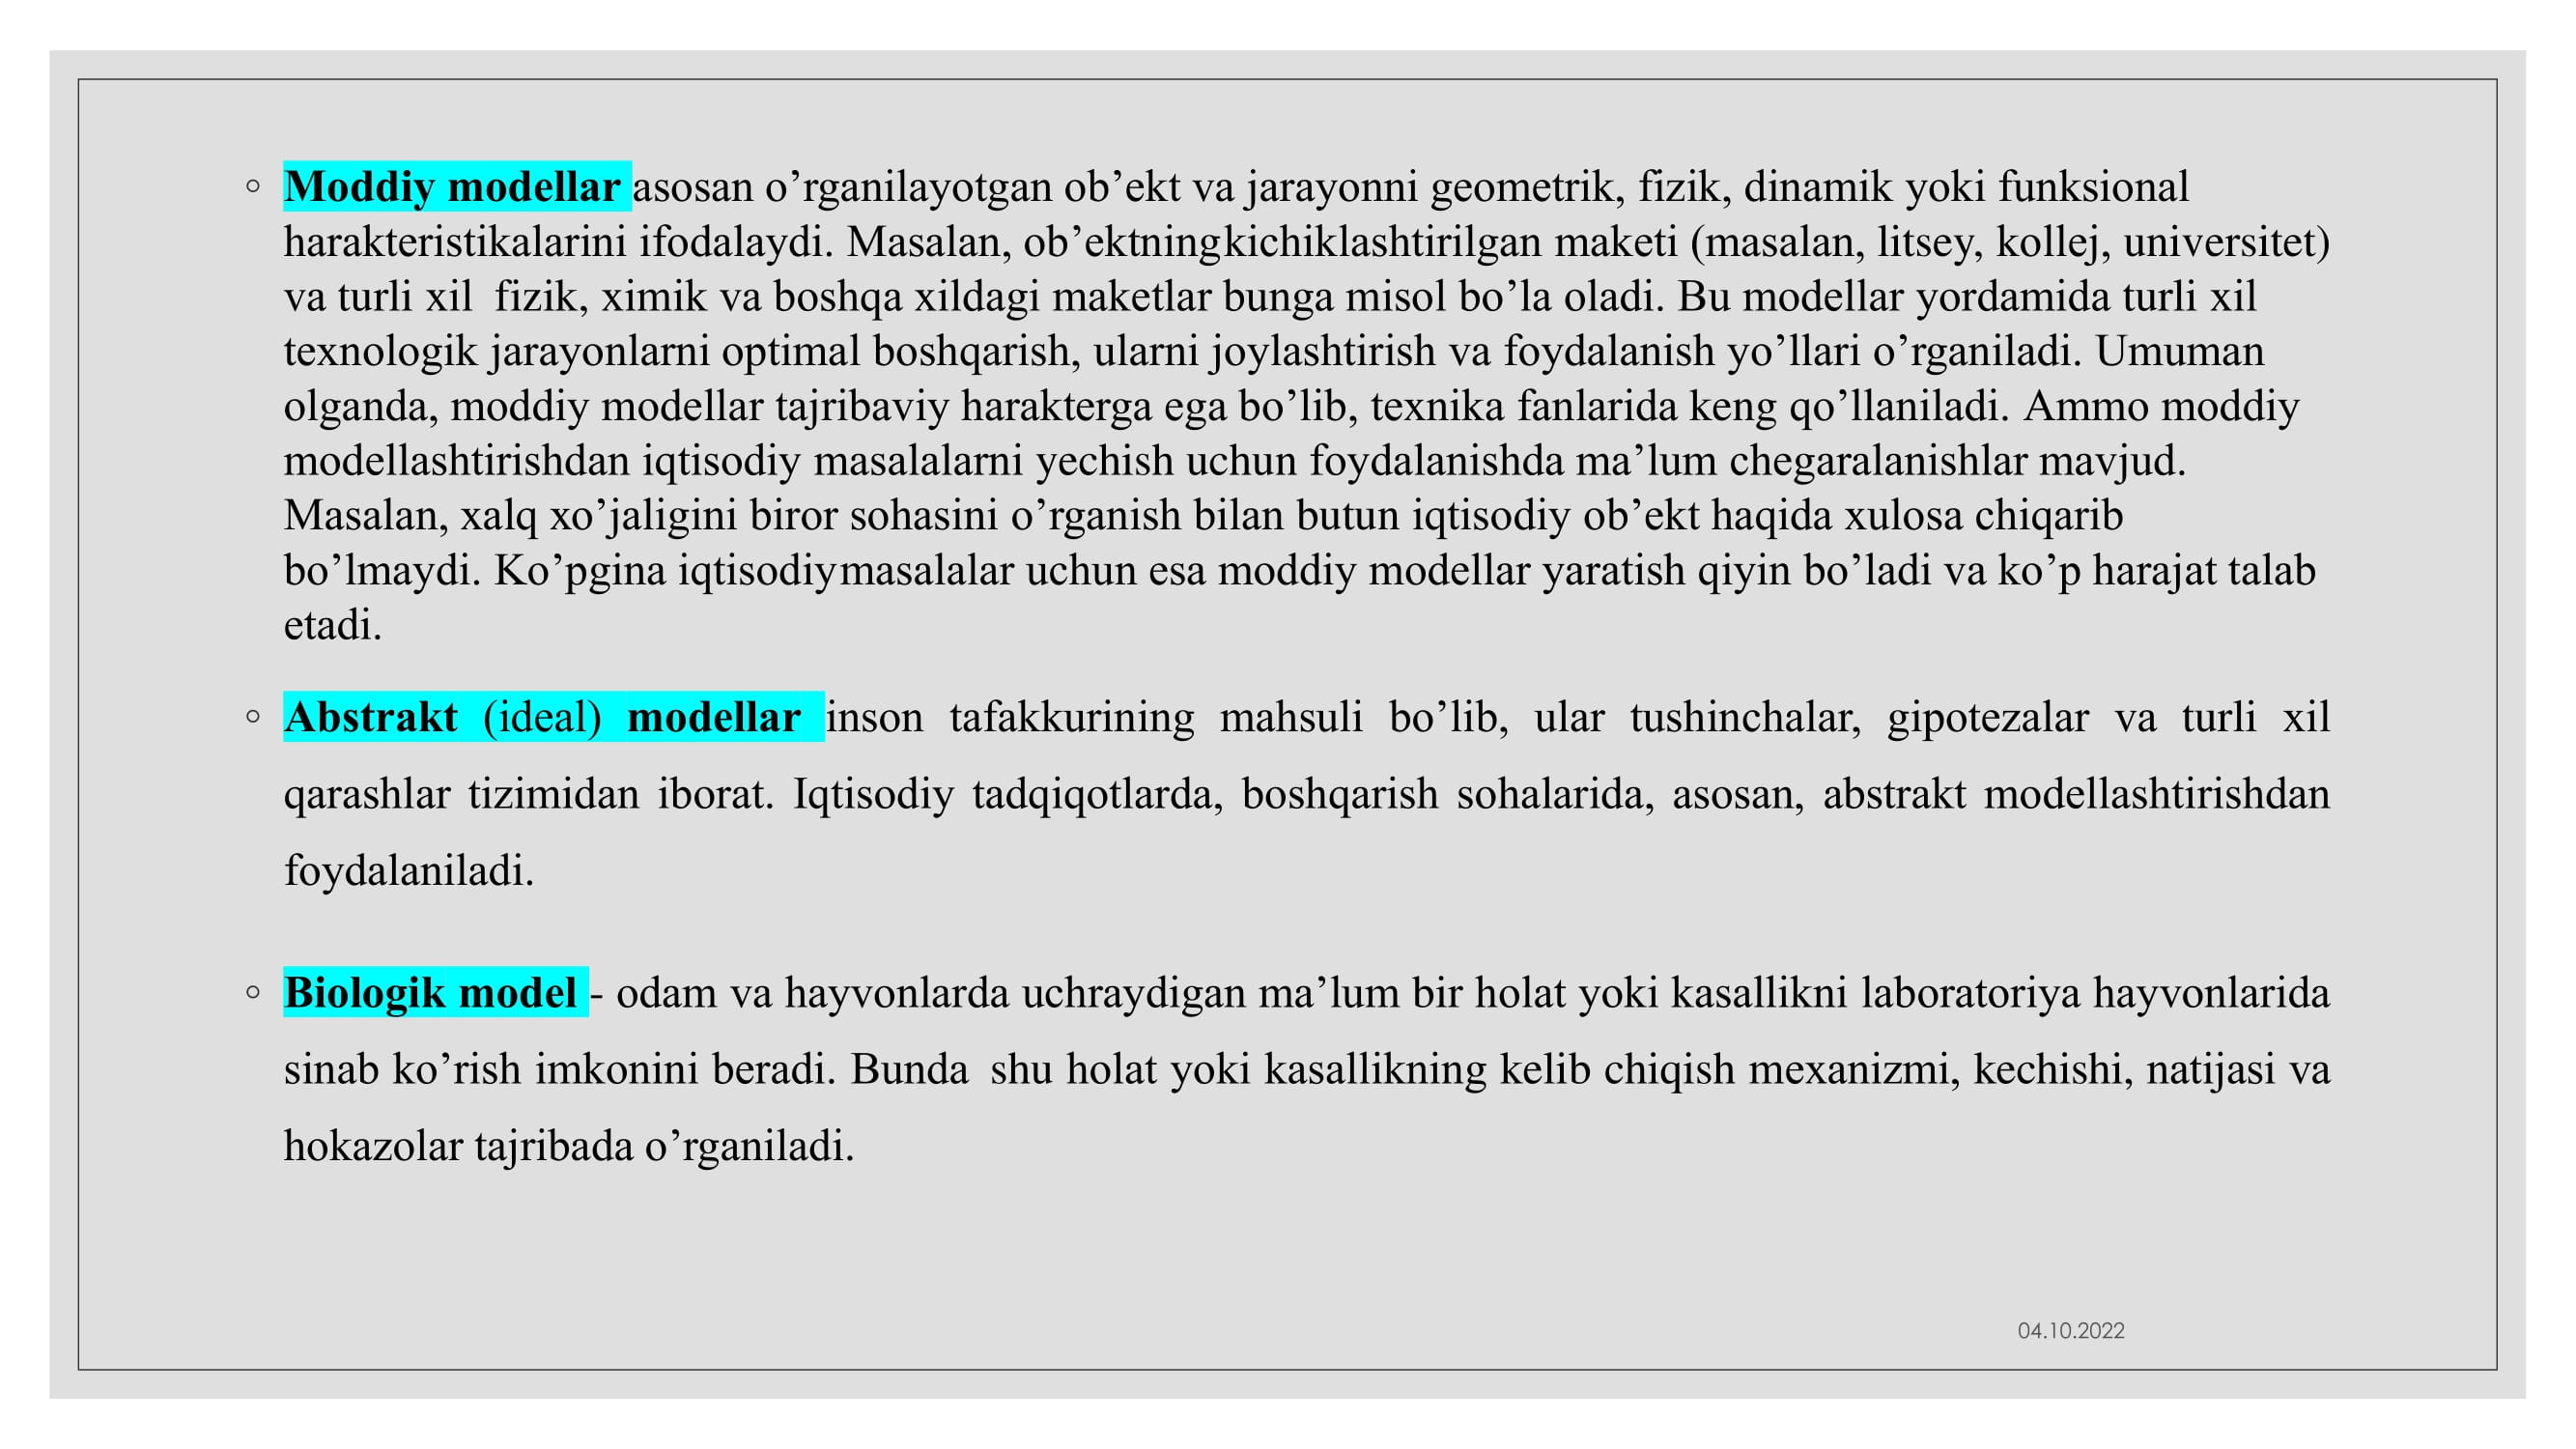 ◦ Moddiy modellar asosan o’rganilayotgan ob’ekt va jarayonni geometrik, fizik, dinamik yoki funksional
harakteristikalarini ifodalaydi. Masalan, ob’ektningkichiklashtirilgan maketi (masalan, litsey, kollej, universitet)
va turli xil fizik, ximik va boshqa xildagi maketlar bunga misol bo’la oladi. Bu modellar yordamida turli xil
texnologik jarayonlarni optimal boshqarish, ularni joylashtirish va foydalanish yo’llari o’rganiladi. Umuman
olganda, moddiy modellar tajribaviy harakterga ega bo’lib, texnika fanlarida keng qo’llaniladi. Ammo moddiy
modellashtirishdan iqtisodiy masalalarni yechish uchun foydalanishda ma’lum chegaralanishlar mavjud.
Masalan, xalq xo’jaligini biror sohasini o’rganish bilan butun iqtisodiy ob’ekt haqida xulosa chiqarib
bo’lmaydi. Ko’pgina iqtisodiymasalalar uchun esa moddiy modellar yaratish qiyin bo’ladi va ko’p harajat talab
etadi.
◦ Abstrakt (ideal) modellar inson tafakkurining mahsuli bo’lib, ular tushinchalar, gipotezalar va turli xil
qarashlar tizimidan iborat. Iqtisodiy tadqiqotlarda, boshqarish sohalarida, asosan, abstrakt modellashtirishdan
foydalaniladi.
◦ Biologik model - odam va hayvonlarda uchraydigan ma’lum bir holat yoki kasallikni laboratoriya hayvonlarida
sinab ko’rish imkonini beradi. Bunda shu holat yoki kasallikning kelib chiqish mexanizmi, kechishi, natijasi va
hokazolar tajribada o’rganiladi.
04.10.2022